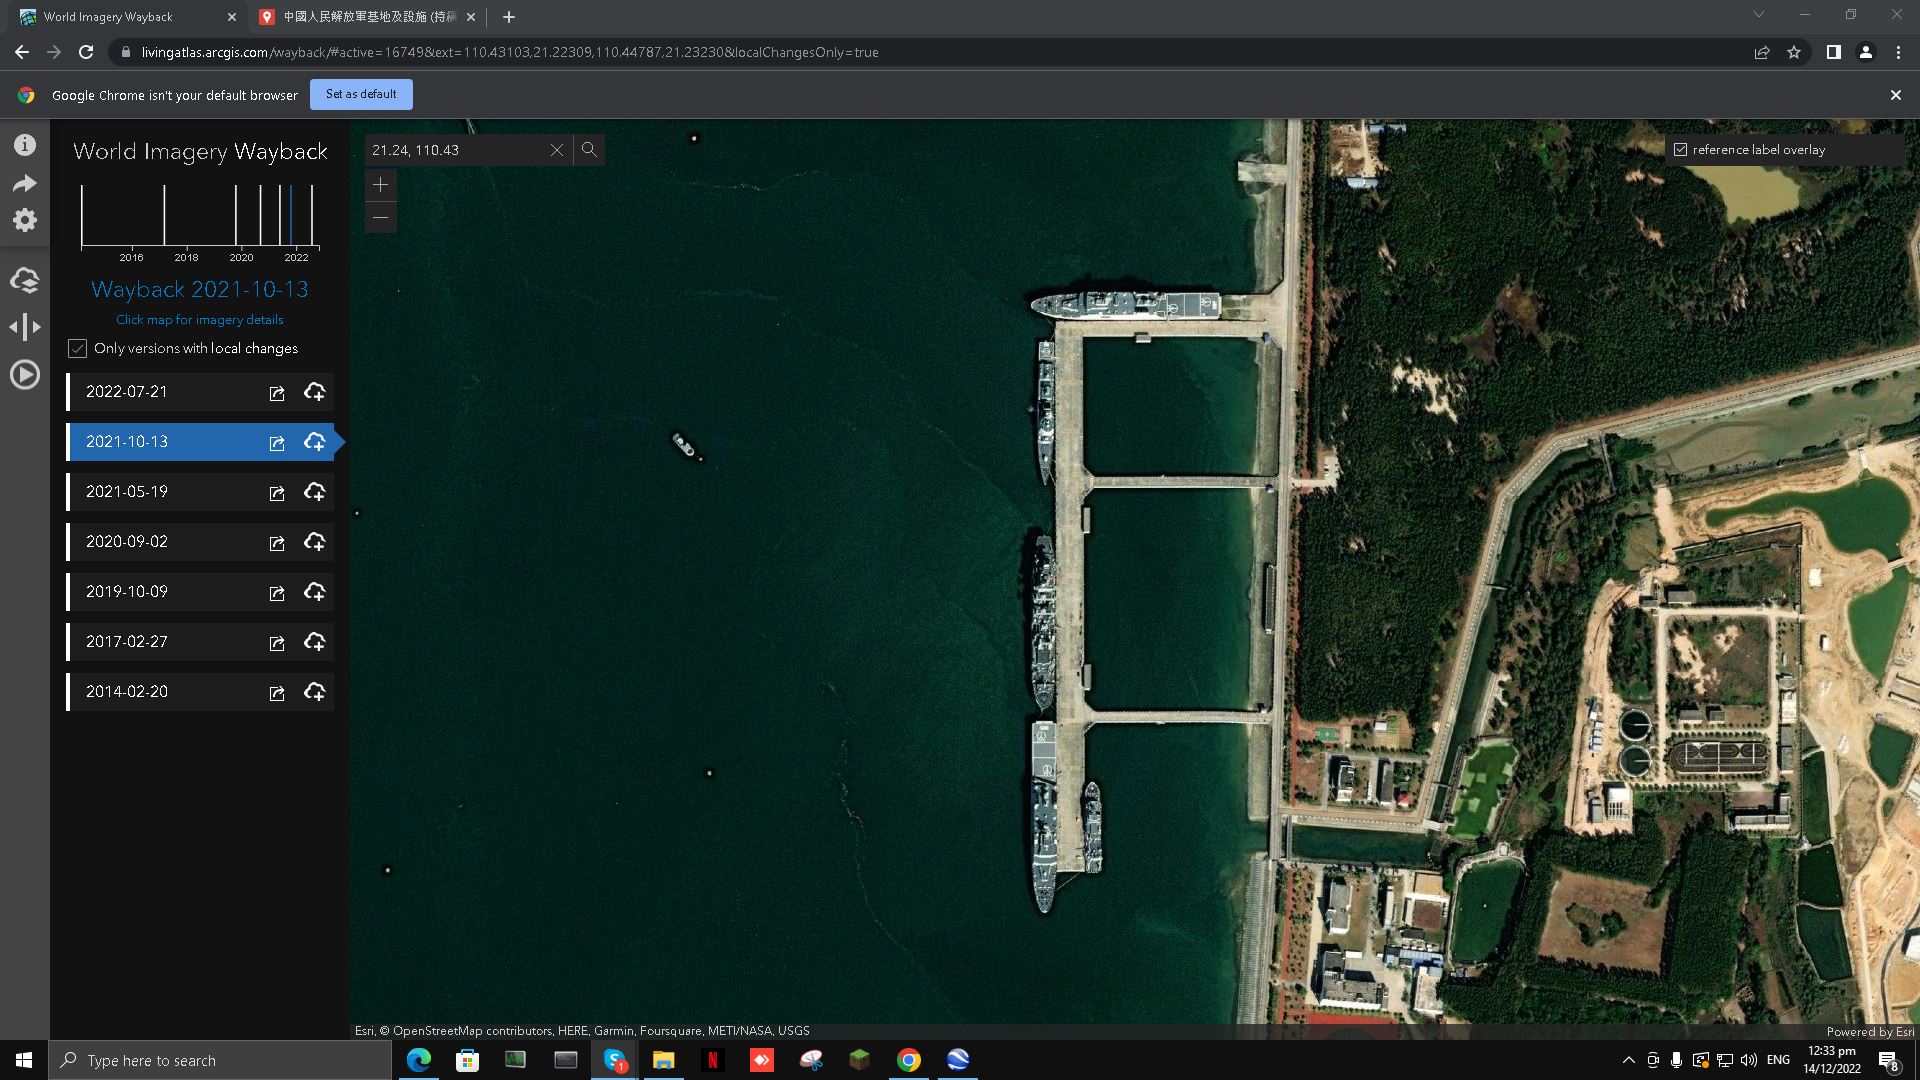 World Imagery Wayback
中國人民解放軍基地及設施 (持續
livingatlas.arcgis.com/wayback/#active=16749&ext=110.43103,21.22309,110.44787,21.23230&localChangesOnly=true
Google Chrome isn't your default browser
Set as default
World Imagery Wayback
21.24, 110.43
reference label overlay
2016 2018 2020 2022
Wayback 2021-10-13
Click map for imagery details
Only versions with local changes
2022-07-21
2021-10-13
2021-05-19
2020-09-02
2019-10-09
2017-02-27
2014-02-20
Esri, © OpenStreetMap contributors, HERE, Garmin, Foursquare, METI/NASA, USGS
Powered by Esri
Type here to search
1
N
ENG
12:33 pm
14/12/2022
8